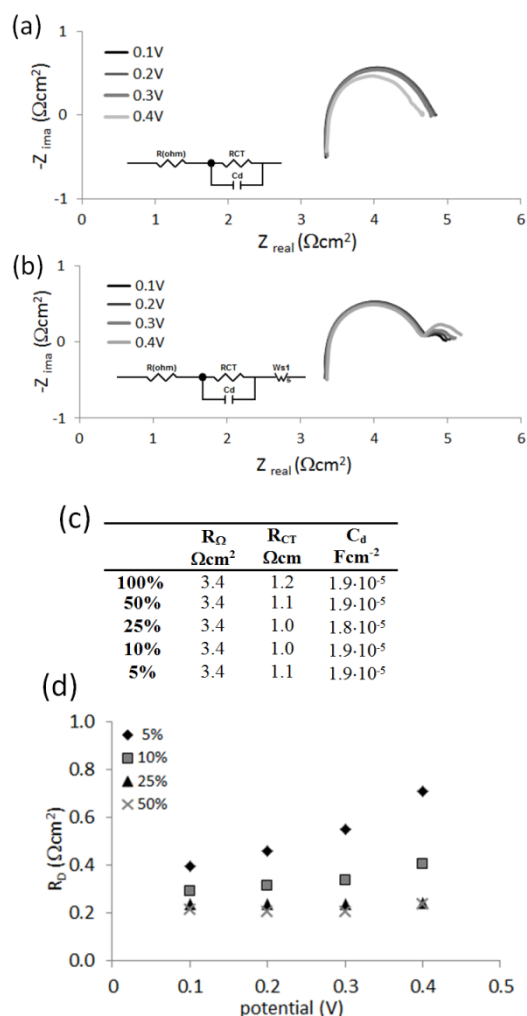 (a)
1
0.1V
0.2V
0.3V
0.4V
-Z ima (Ωcm2)
0
R(ohm)
RCT
Cd
-1
0 1 2 3 4 5 6
Z real (Ωcm2)
(b)
1
0.1V
0.2V
0.3V
0.4V
-Z ima (Ωcm2)
0
R(ohm)
RCT
Ws1
Cd
-1
0 1 2 3 4 5 6
Z real (Ωcm2)
(c)
RΩ RCT Cd
Ωcm2 Ωcm Fcm-2
100% 3.4 1.2 1.9·10-5
50% 3.4 1.1 1.9·10-5
25% 3.4 1.0 1.8·10-5
10% 3.4 1.0 1.9·10-5
5% 3.4 1.1 1.9·10-5
(d)
1.0
5%
10%
25%
50%
0.8
0.6
RD (Ωcm2)
0.4
0.2
0.0
0.0 0.1 0.2 0.3 0.4 0.5
potential (V)